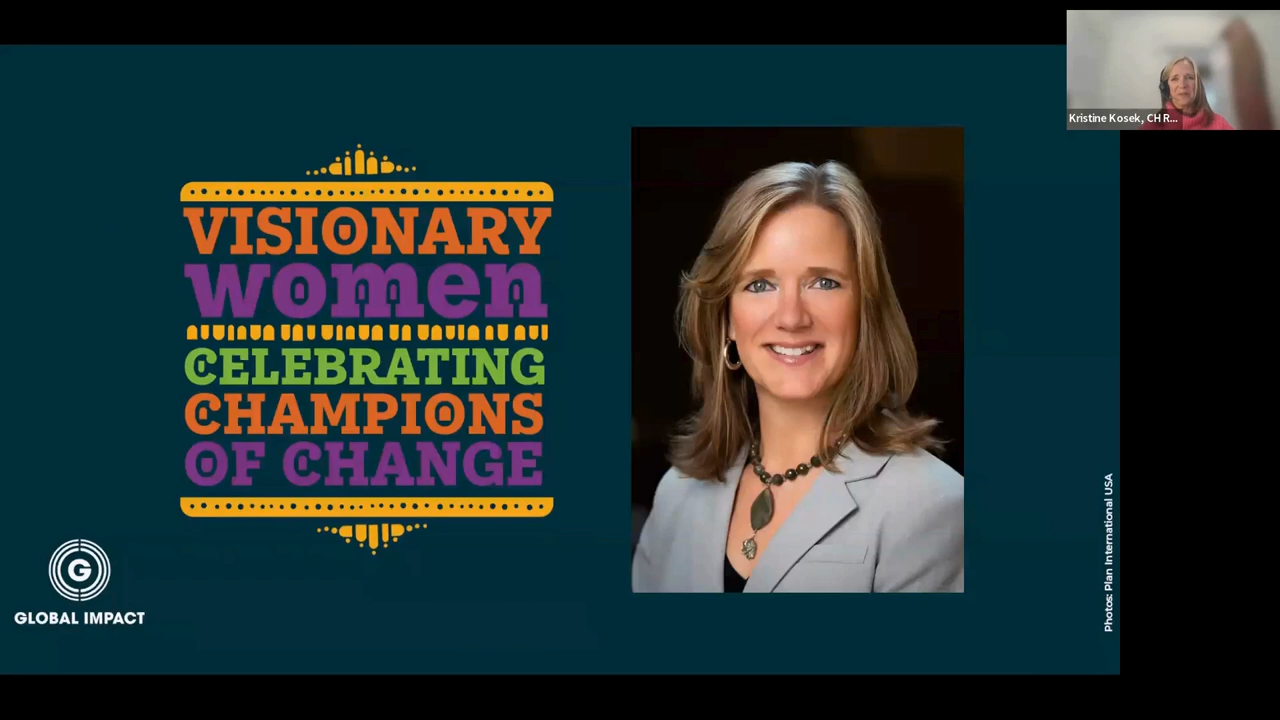 Kristine Kosek, CH R...
VISIONARY
women
CELEBRATING
CHAMPIONS
OF CHANGE
G
GLOBAL IMPACT
Photos: Plan International USA